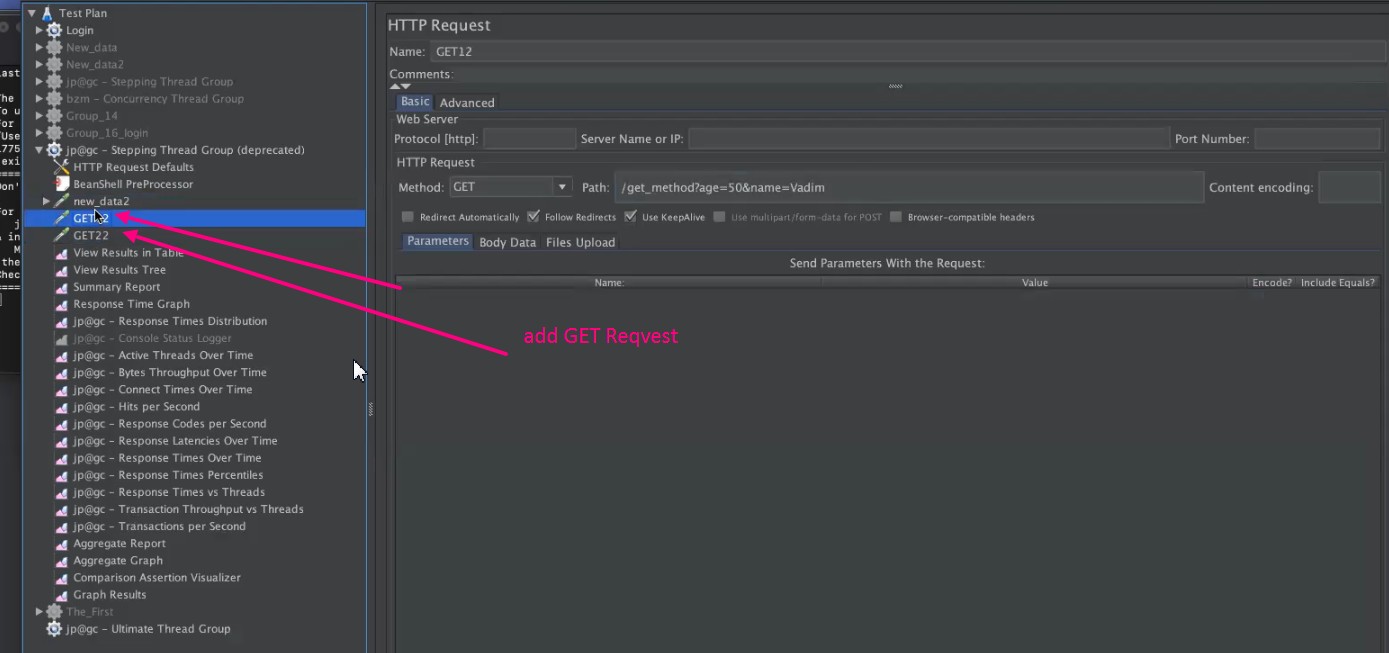 Test Plan
Login
New_data
New_data2
jp@gc - Stepping Thread Group
bzm - Concurrency Thread Group
Group_14
Group_16_login
jp@gc - Stepping Thread Group (deprecated)
HTTP Request Defaults
BeanShell PreProcessor
new_data2
GET12
GET22
View Results in Table
View Results Tree
Summary Report
Response Time Graph
jp@gc - Response Times Distribution
jp@gc - Console Status Logger
jp@gc - Active Threads Over Time
jp@gc - Bytes Throughput Over Time
jp@gc - Connect Times Over Time
jp@gc - Hits per Second
jp@gc - Response Codes per Second
jp@gc - Response Latencies Over Time
jp@gc - Response Times Over Time
jp@gc - Response Times Percentiles
jp@gc - Response Times vs Threads
jp@gc - Transaction Throughput vs Threads
jp@gc - Transactions per Second
Aggregate Report
Aggregate Graph
Comparison Assertion Visualizer
Graph Results
The_First
jp@gc - Ultimate Thread Group
HTTP Request
Name: GET12
Comments:
Basic Advanced
Web Server
Protocol [http]: Server Name or IP: Port Number:
HTTP Request
Method: GET Path: /get_method?age=50&name=Vadim Content encoding:
Redirect Automatically Follow Redirects Use KeepAlive Use multipart/form-data for POST Browser-compatible headers
Parameters Body Data Files Upload
Send Parameters With the Request:
Name: Value Encode? Include Equals?
add GET Reqvest